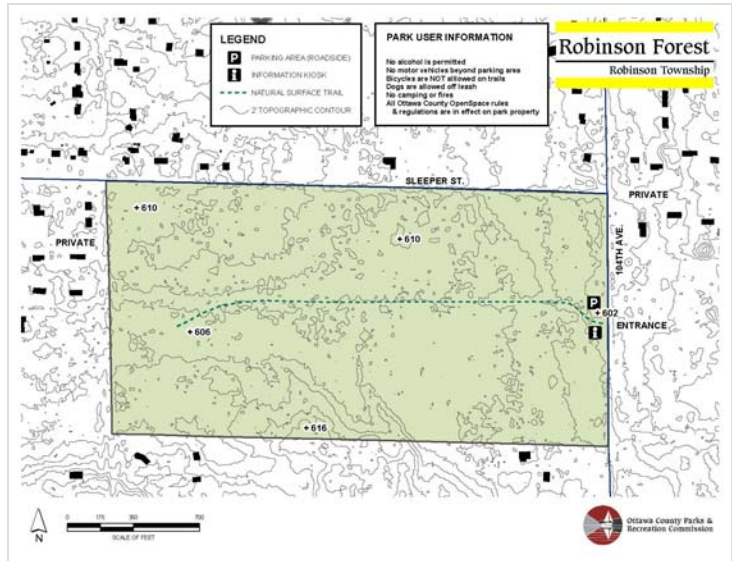 LEGEND
P PARKING AREA (ROADSIDE)
INFORMATION KIOSK
NATURAL SURFACE TRAIL
2' TOPOGRAPHIC CONTOUR
PARK USER INFORMATION
No alcohol is permitted
No motor vehicles beyond parking area
Bicycles are NOT allowed on trails
Dogs are allowed off leash
No camping or fires
All Ottawa County OpenSpace rules
& regulations are in effect on park property
Robinson Forest
Robinson Township
SLEEPER ST.
PRIVATE
+ 610
+ 610
PRIVATE
104TH AVE.
P
+ 602
ENTRANCE
+ 606
+ 616
N
0 175 350 700
SCALE OF FEET
Ottawa County Parks &
Recreation Commission